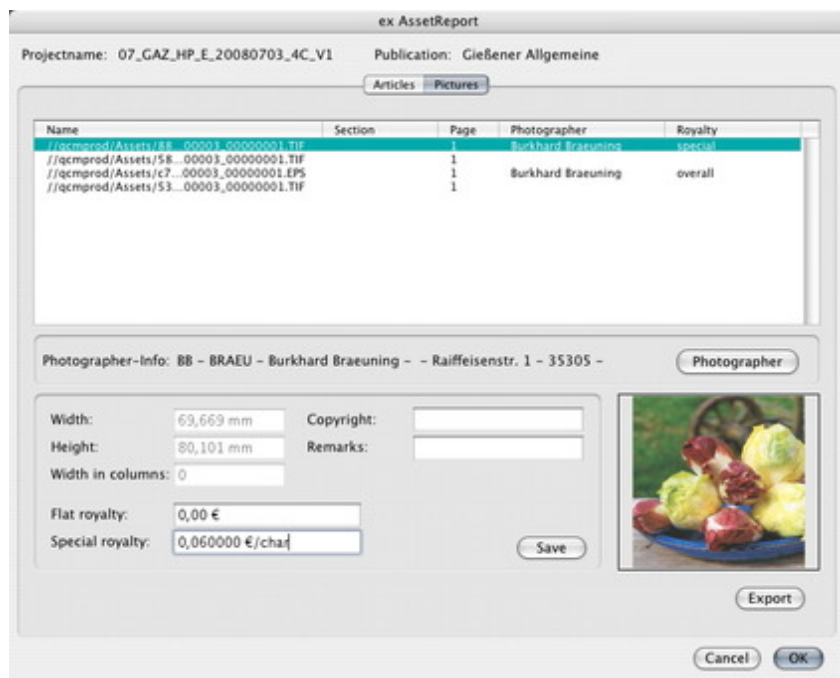 ex AssetReport
Projectname: 07_GAZ_HP_E_20080703_4C_V1 Publication: Gießener Allgemeine
Articles Pictures
Name Section Page Photographer Royalty
//qcmprod/Assets/88...00003_00000001.TIF 1 Burkhard Braeuning special
//qcmprod/Assets/58...00003_00000001.TIF 1
//qcmprod/Assets/c7...00003_00000001.EPS 1 Burkhard Braeuning overall
//qcmprod/Assets/53...00003_00000001.TIF 1
Photographer-Info: BB - BRAEU - Burkhard Braeuning - - Raiffeisenstr. 1 - 35305 - Photographer
Width: 69,669 mm Copyright:
Height: 80,101 mm Remarks:
Width in columns: 0
Flat royalty: 0,00 €
Special royalty: 0,060000 €/char Save
Export
Cancel OK